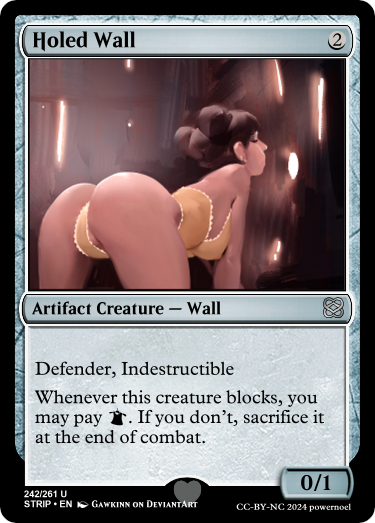 Holed Wall 2
Artifact Creature — Wall
Defender, Indestructible
Whenever this creature blocks, you
may pay . If you don't, sacrifice it
at the end of combat.
0/1
242/261 U
STRIP • EN Gawkinn on DeviantArt
CC-BY-NC 2024 powernoel